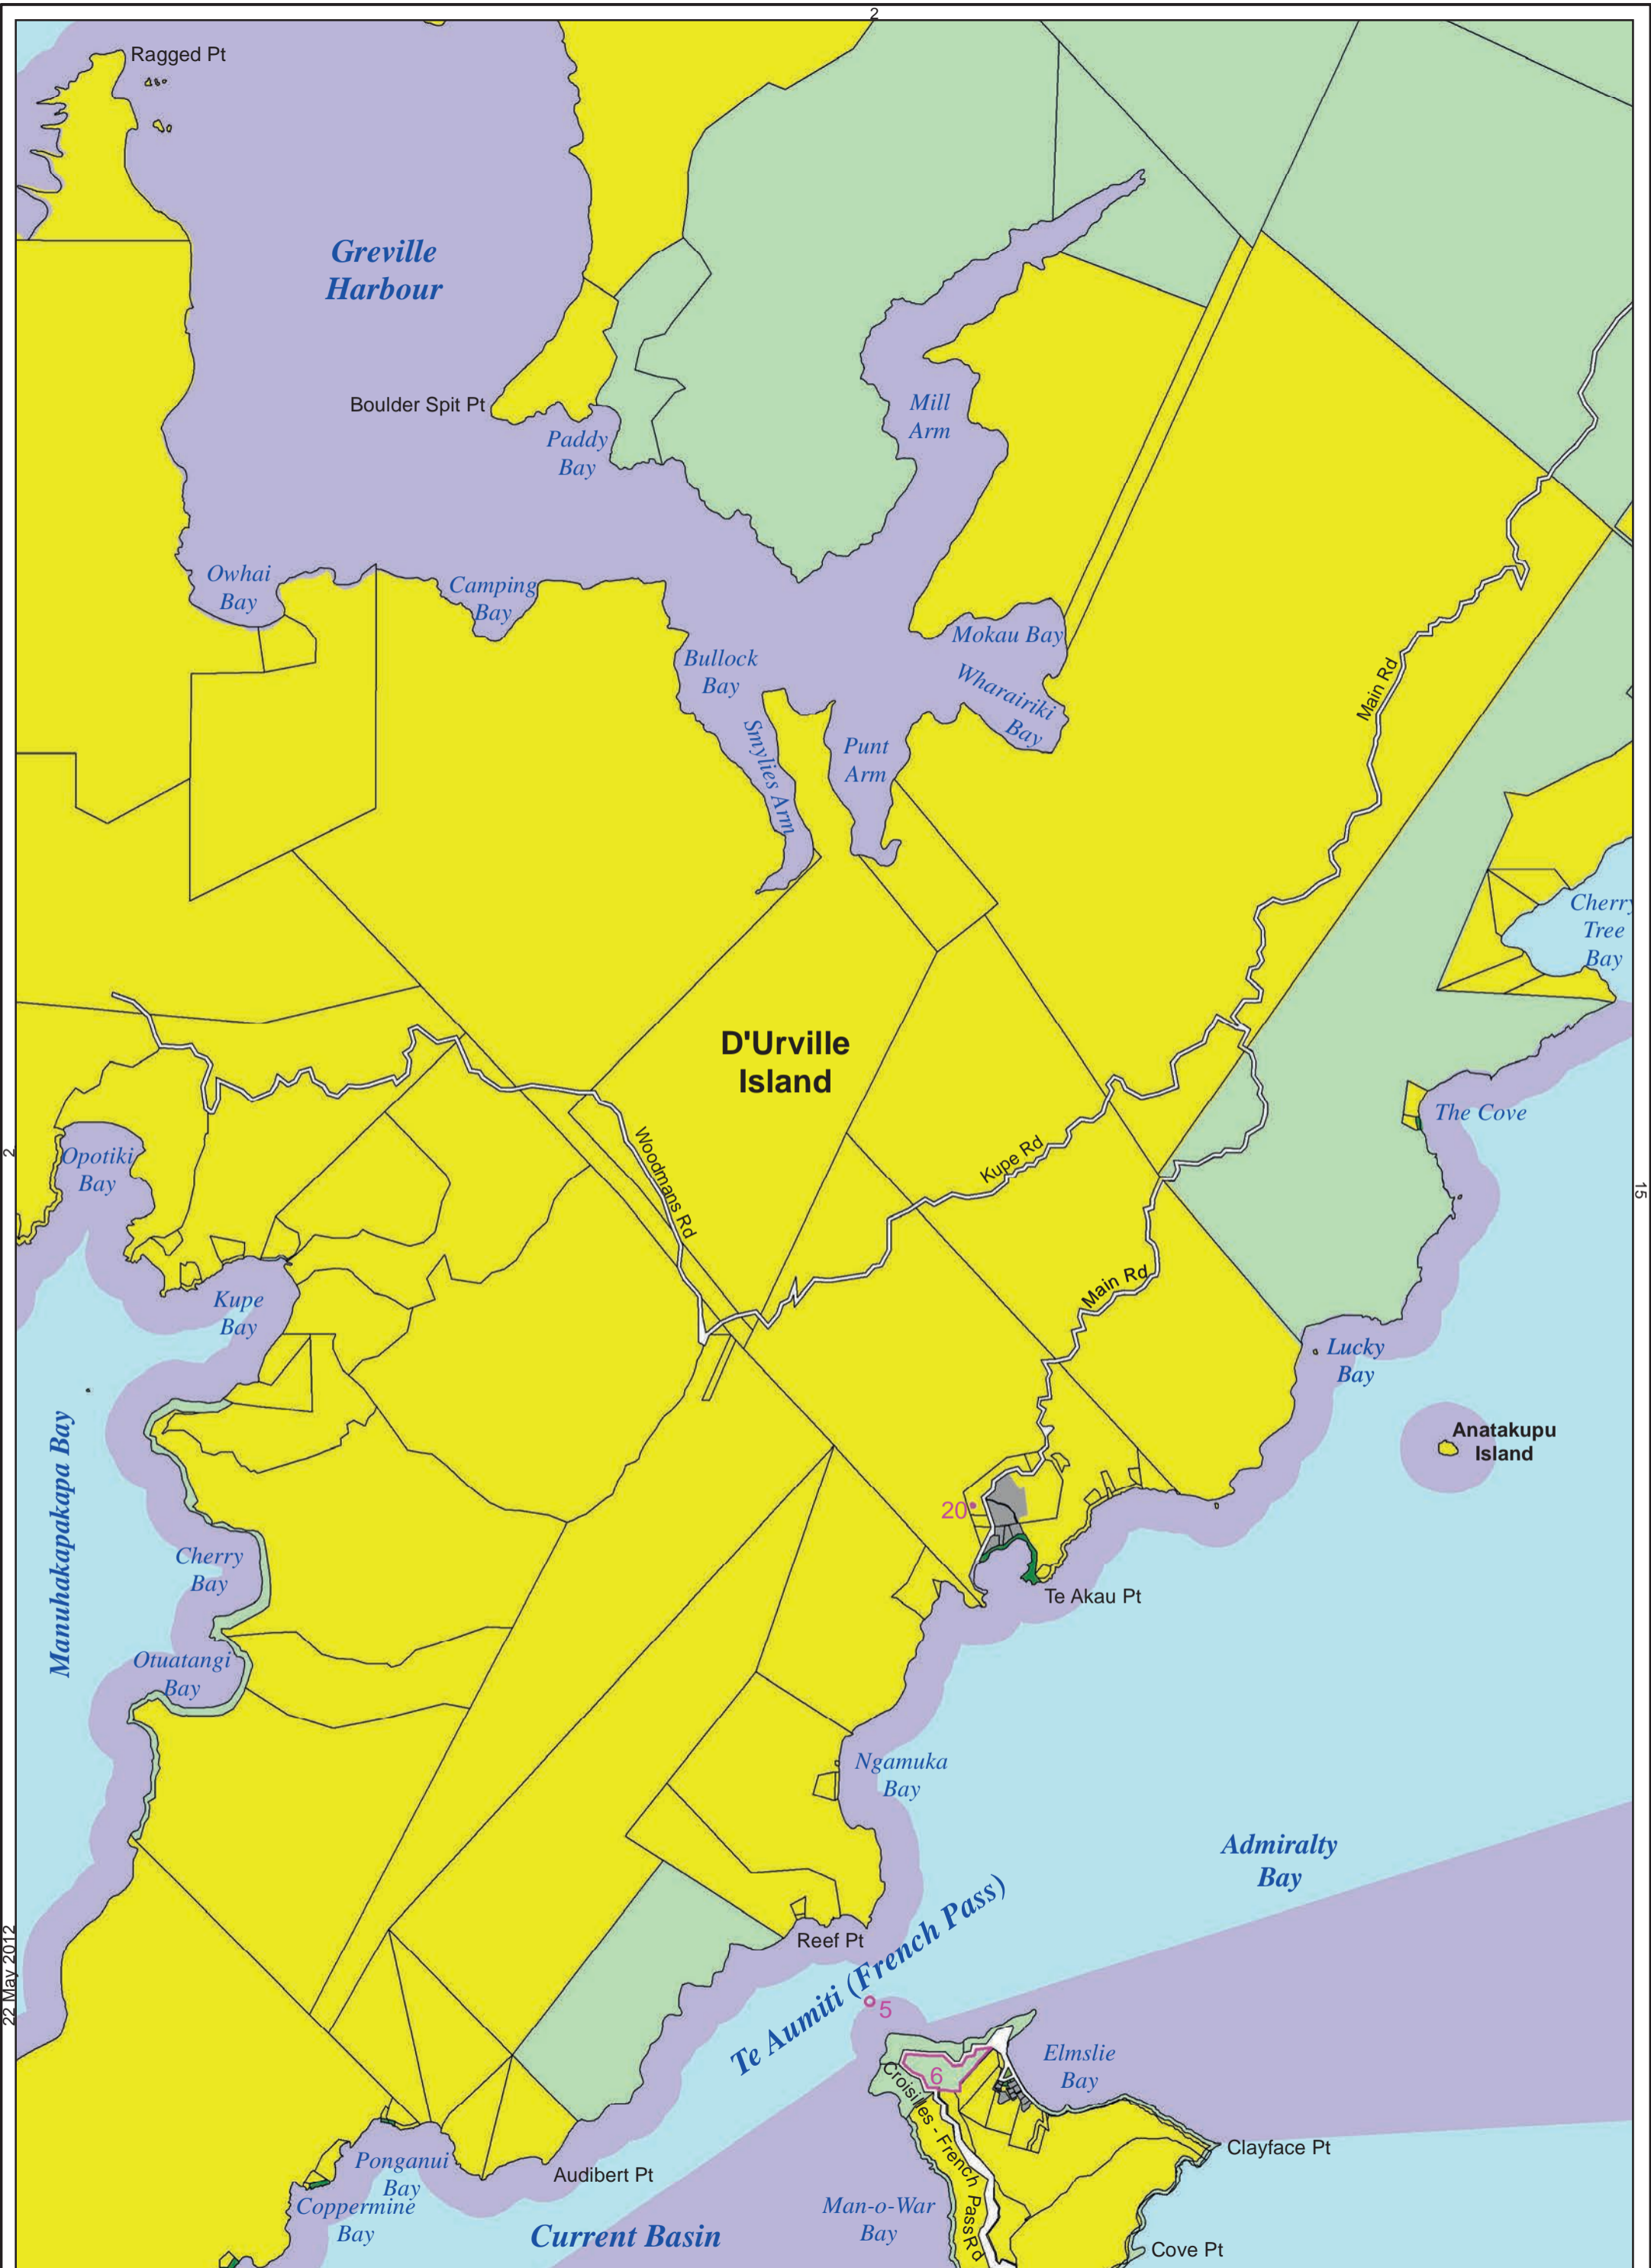 2
Ragged Pt
Greville
Harbour
Boulder Spit Pt
Paddy
Bay
Mill
Arm
Owhai
Bay
Camping
Bay
Bullock
Bay
Mokau Bay
Wharairiki
Bay
Main Rd
Smylies Arm
Punt
Arm
Cherry
Tree
Bay
D'Urville
Island
The Cove
Opotiki
Bay
2
Woodmans Rd
Kupe Rd
15
Kupe
Bay
Main Rd
Lucky
Bay
Anatakupu
Island
Manuhakapakapa Bay
20
Cherry
Bay
Te Akau Pt
Otuatangi
Bay
Ngamuka
Bay
Admiralty
Bay
22 May 2012
Reef Pt
Te Aumiti (French Pass)
5
6
Elmslie
Bay
Croisilles - French Pass Rd
Clayface Pt
Ponganui
Bay
Audibert Pt
Coppermine
Bay
Current Basin
Man-o-War
Bay
Cove Pt